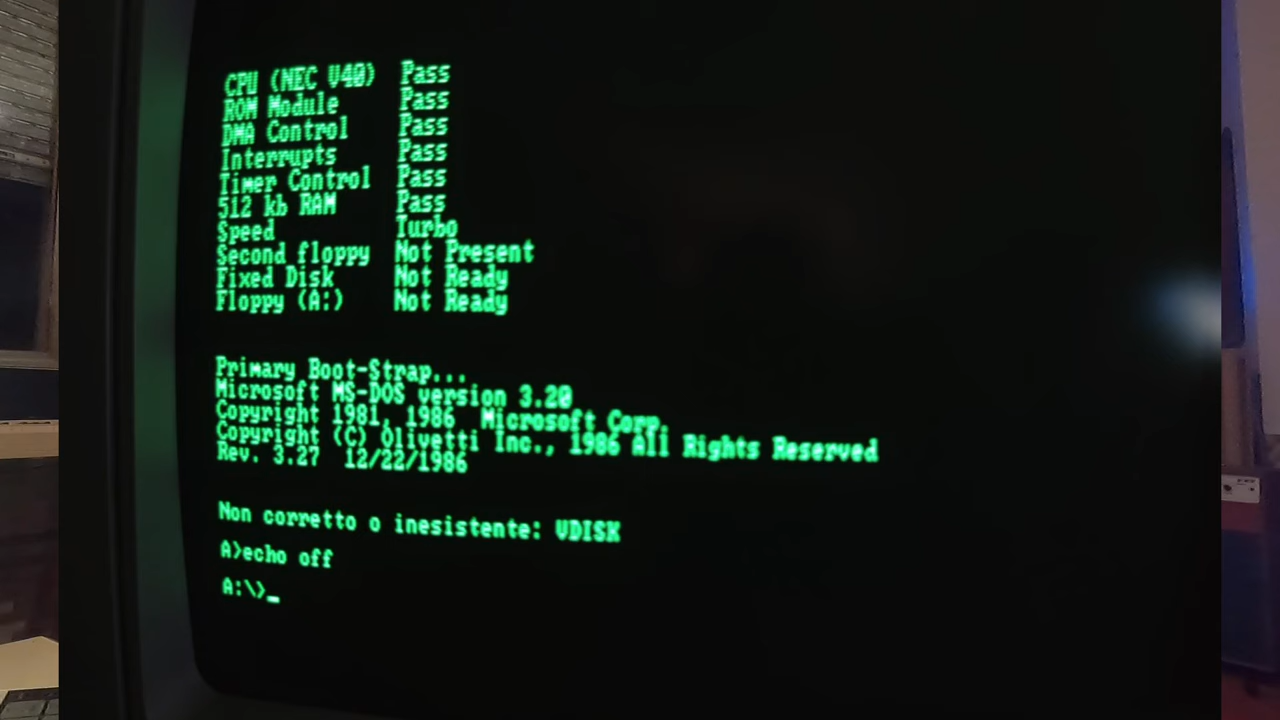 CPU (NEC V40) Pass
ROM Module Pass
DMA Control Pass
Interrupts Pass
Timer Control Pass
512 kb RAM Pass
Speed Turbo
Second floppy Not Present
Fixed Disk Not Ready
Floppy (A:) Not Ready
Primary Boot-Strap...
Microsoft MS-DOS version 3.20
Copyright 1981, 1986 Microsoft Corp.
Copyright (C) Olivetti Inc., 1986 All Rights Reserved
Rev. 3.27 12/22/1986
Non corretto o inesistente: VDISK
A>echo off
A:\>_